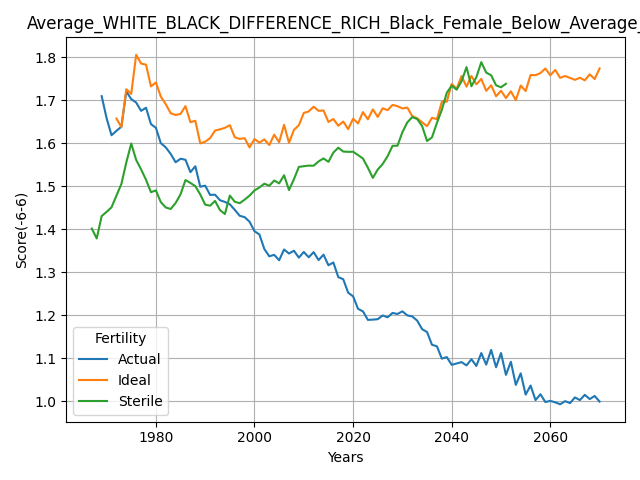 Average_WHITE_BLACK_DIFFERENCE_RICH_Black_Female_Below_Average_
Score(-6-6)
1.8
1.7
1.6
1.5
1.4
1.3
1.2
1.1
1.0
Fertility
Actual
Ideal
Sterile
1980 2000 2020 2040 2060
Years